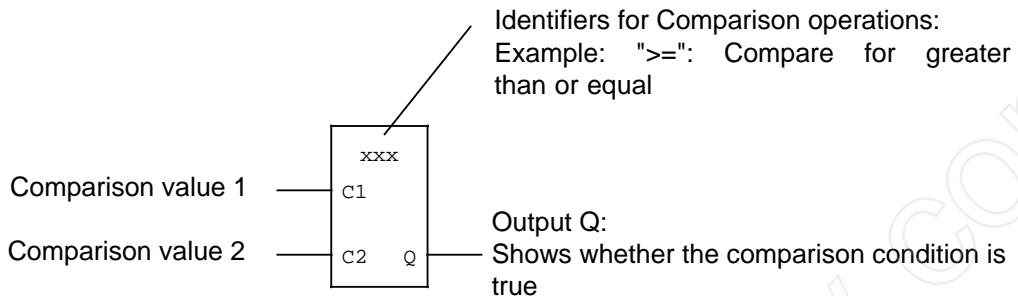 Identifiers for Comparison operations:
Example: ">=": Compare for greater
than or equal
xxx
Comparison value 1
C1
Output Q:
Comparison value 2
C2 Q
Shows whether the comparison condition is
true